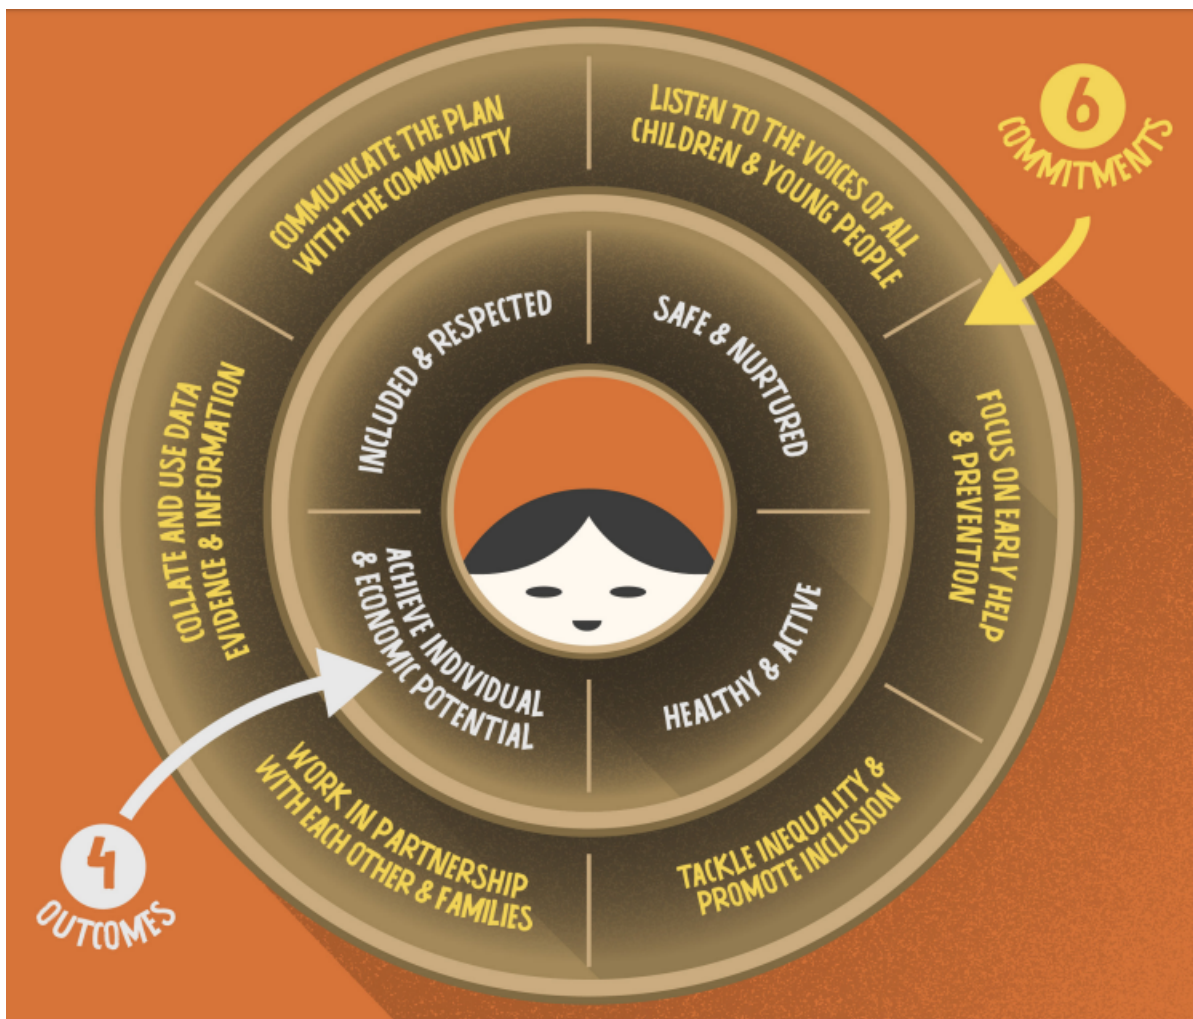 6
COMMITMENTS
LISTEN TO THE VOICES OF ALL
CHILDREN & YOUNG PEOPLE
FOCUS ON EARLY HELP
& PREVENTION
TACKLE INEQUALITY &
PROMOTE INCLUSION
WORK IN PARTNERSHIP
WITH EACH OTHER & FAMILIES
COLLATE AND USE DATA
EVIDENCE & INFORMATION
COMMUNICATE THE PLAN
WITH THE COMMUNITY
SAFE & NURTURED
HEALTHY & ACTIVE
ACHIEVE INDIVIDUAL
& ECONOMIC POTENTIAL
INCLUDED & RESPECTED
4
OUTCOMES